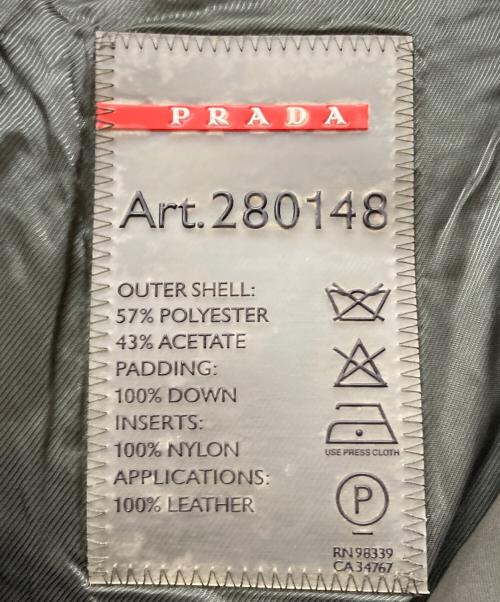 PRADA
Art.280148
OUTER SHELL:
57% POLYESTER
43% ACETATE
PADDING:
100% DOWN
INSERTS:
100% NYLON
APPLICATIONS:
100% LEATHER
USE PRESS CLOTH
P
RN 98339
CA 34767